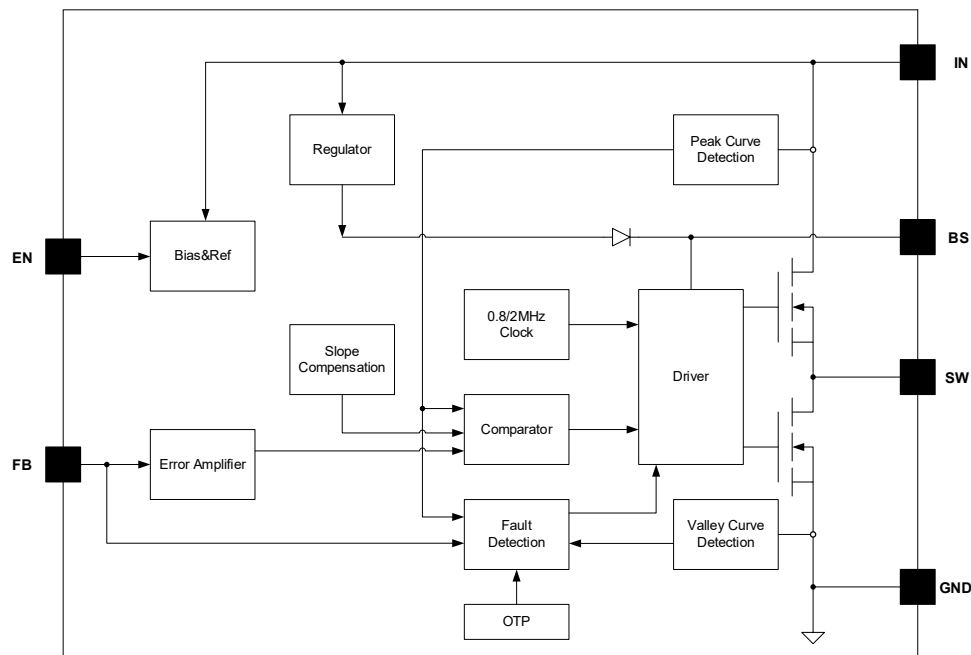 IN
Regulator
Peak Curve
Detection
EN
Bias&Ref
BS
0.8/2MHz
Clock
Slope
Compensation
Driver
SW
Comparator
FB
Error Amplifier
Fault
Detection
Valley Curve
Detection
GND
OTP